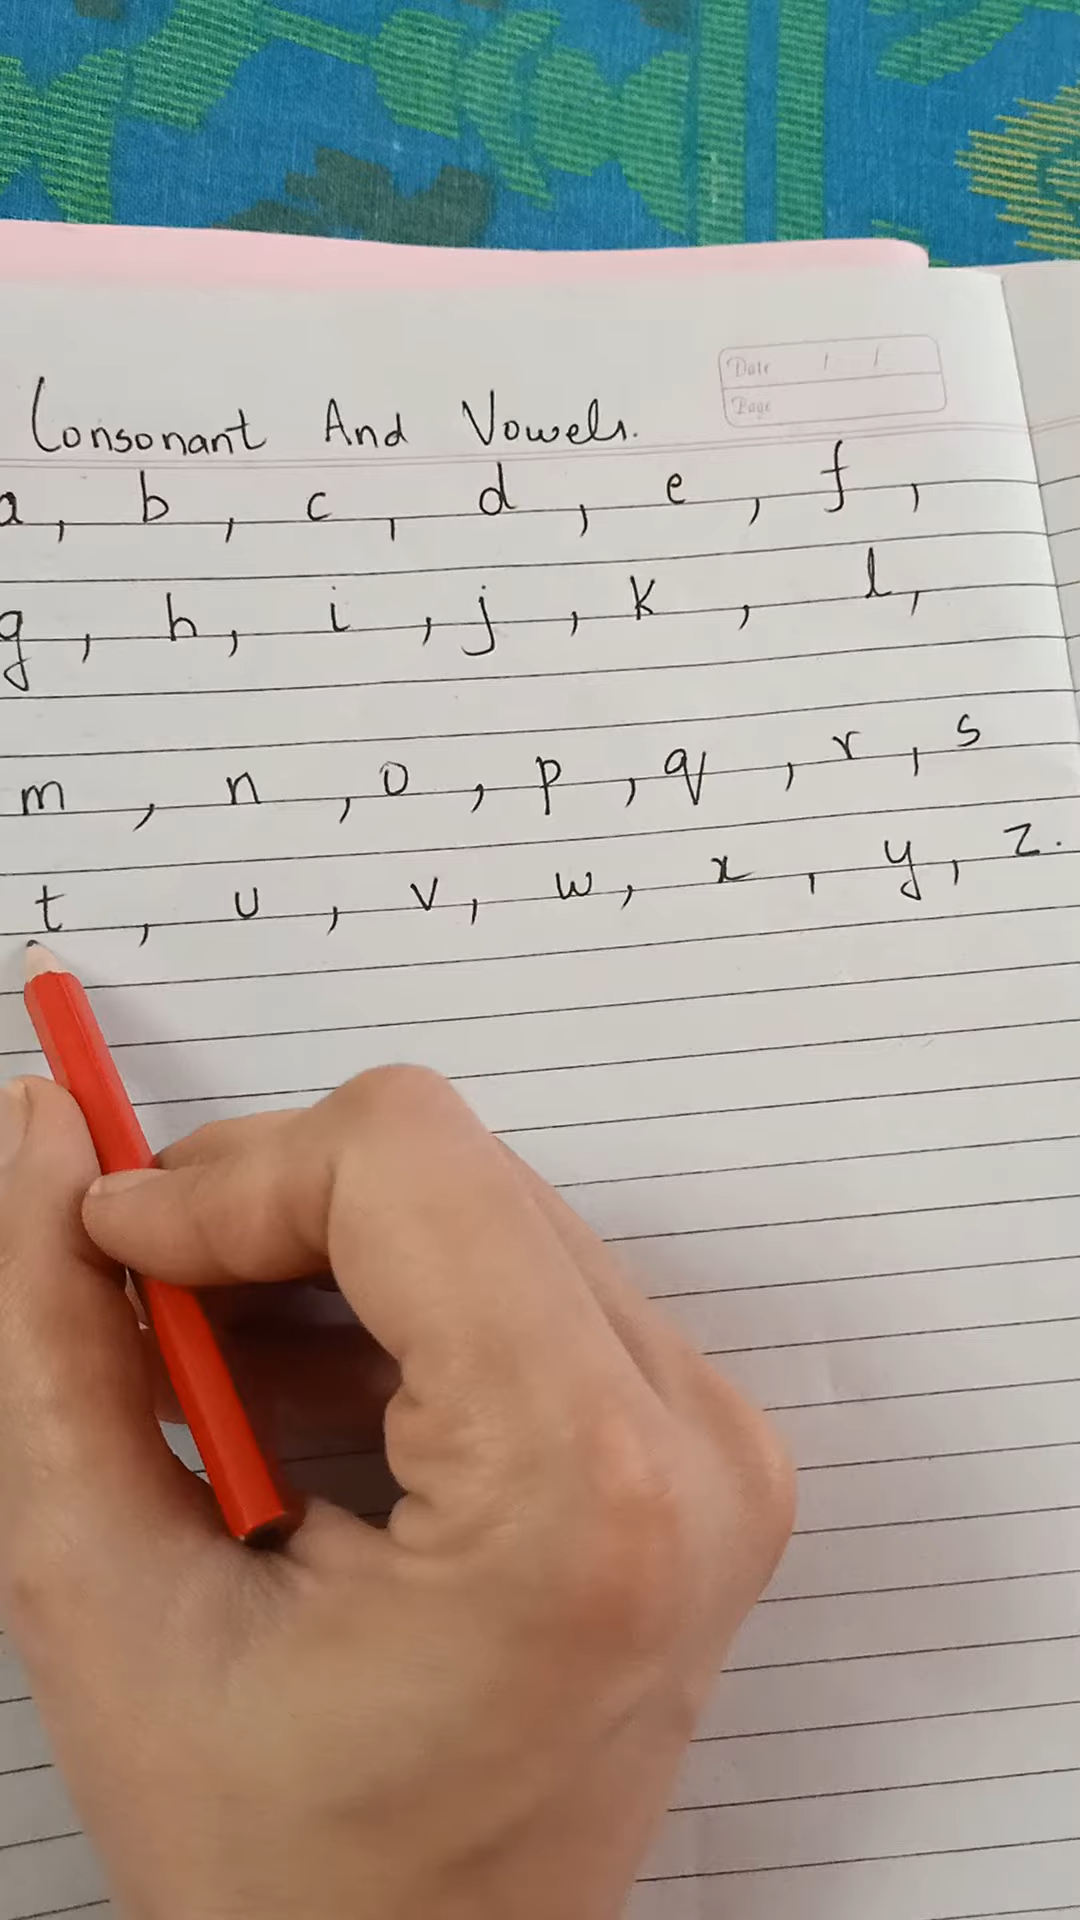 Date / /
Page
Consonant And Vowels.
a, b, c, d, e, f,
g, h, i, j, k, l,
m, n, o, p, q, r, s
t, u, v, w, x, y, z.